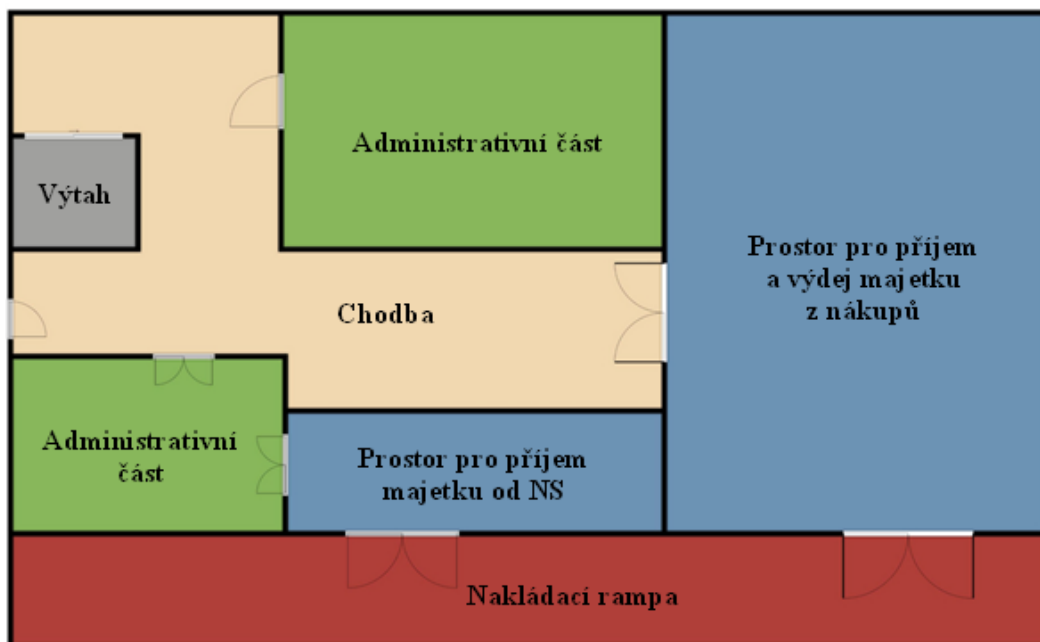 Administrativní část
Výtah
Prostor pro příjem
a výdej majetku
z nákupů
Chodba
Administrativní
část
Prostor pro příjem
majetku od NS
Nakládací rampa